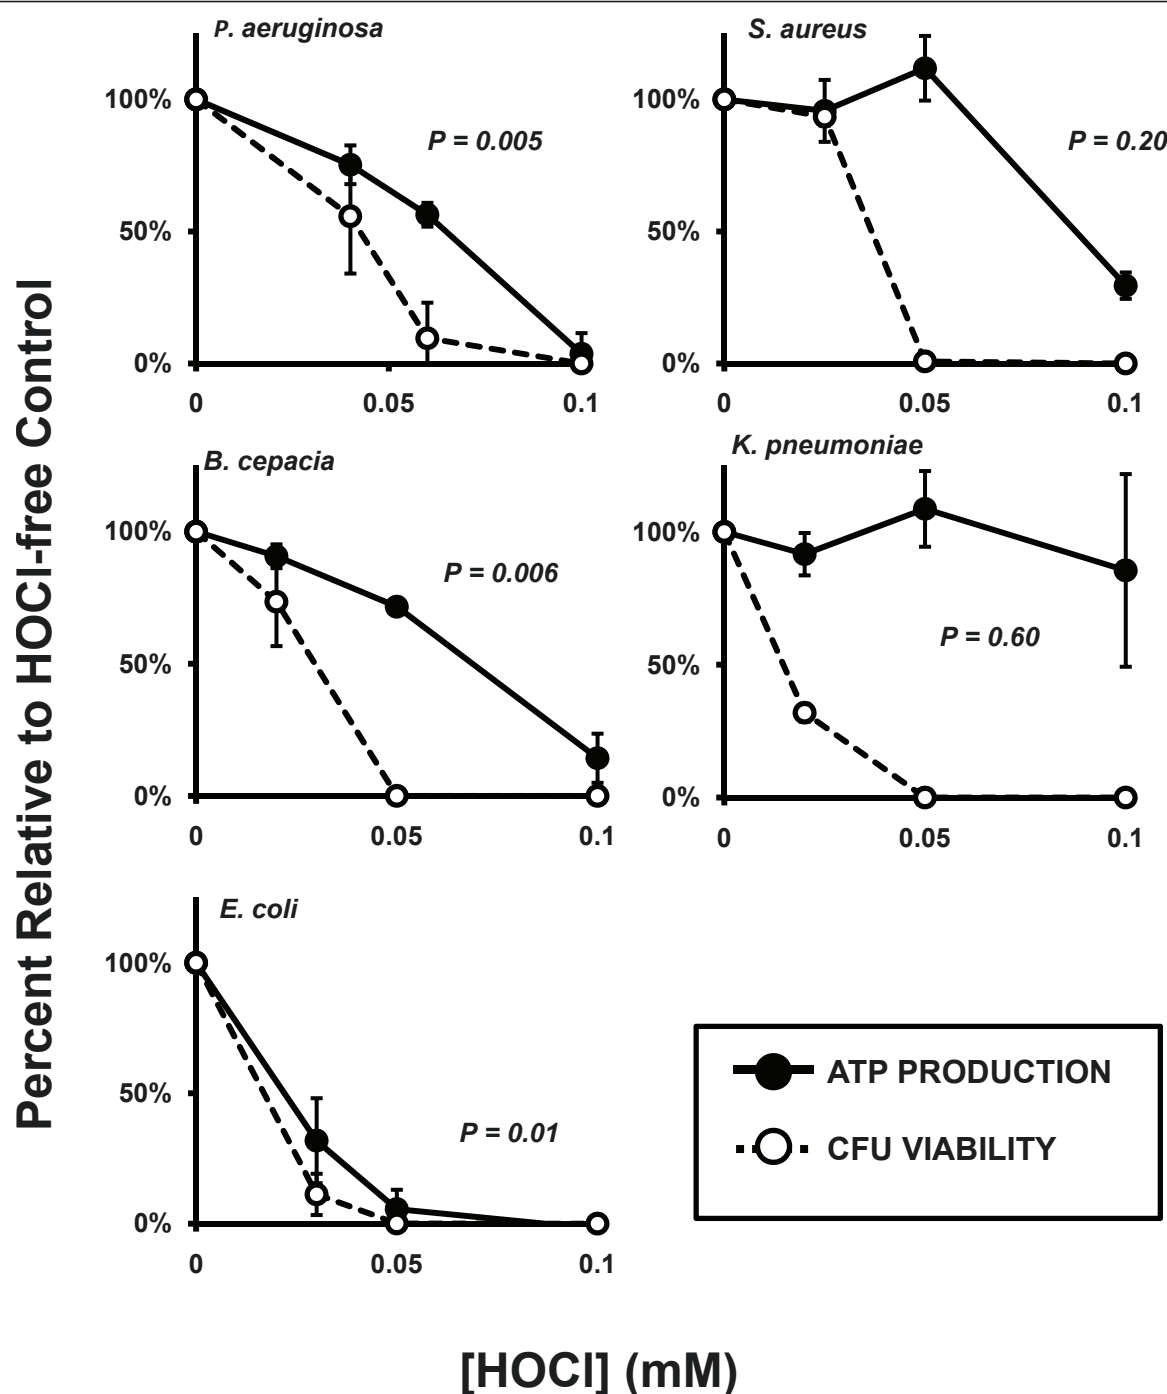 P. aeruginosa
100%
50%
0%
P = 0.005
0
0.05
0.1
S. aureus
100%
50%
0%
P = 0.20
0
0.05
0.1
B. cepacia
100%
50%
0%
P = 0.006
0
0.05
0.1
K. pneumoniae
100%
50%
0%
P = 0.60
0
0.05
0.1
E. coli
100%
50%
0%
P = 0.01
0
0.05
0.1
ATP PRODUCTION
CFU VIABILITY
Percent Relative to HOCl-free Control
[HOCl] (mM)